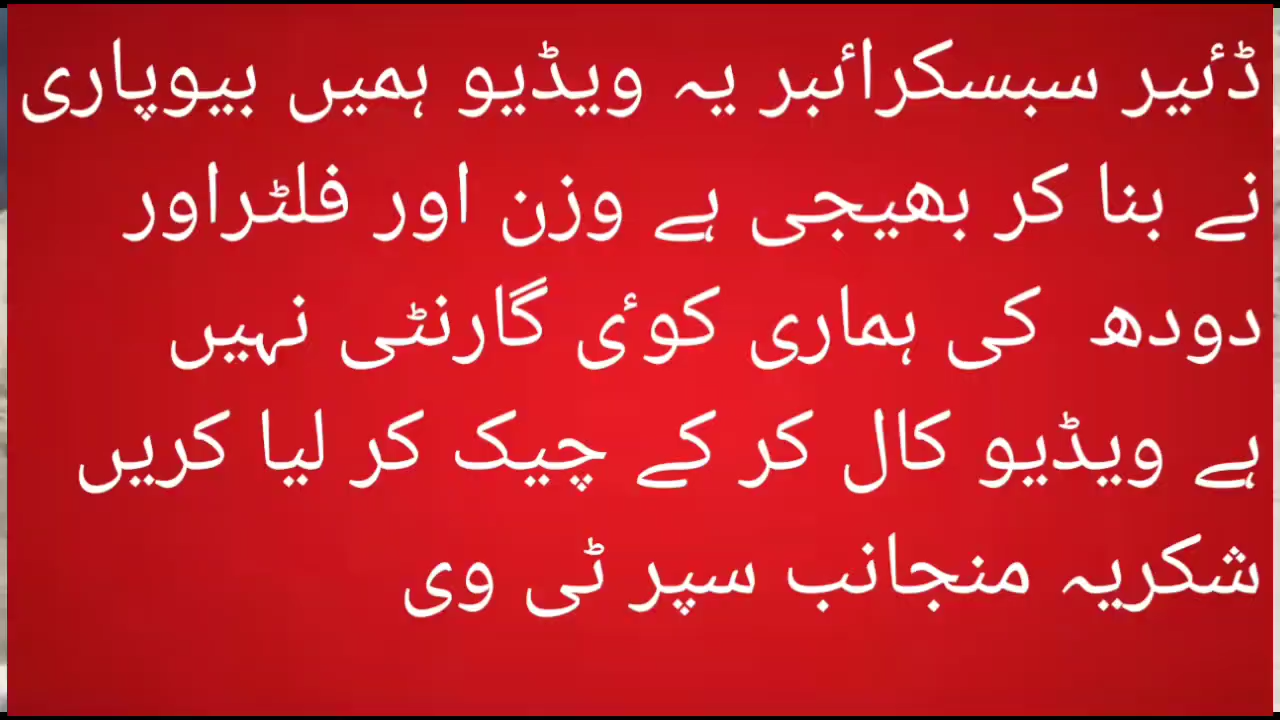 ڈئیر سبسکرائبر یہ ویڈیو ہمیں بیوپاری
نے بنا کر بھیجی ہے وزن اور فلٹراور
دودھ کی ہماری کوئی گارنٹی نہیں
ہے ویڈیو کال کر کے چیک کر لیا کریں
شکریہ منجانب سپر ٹی وی